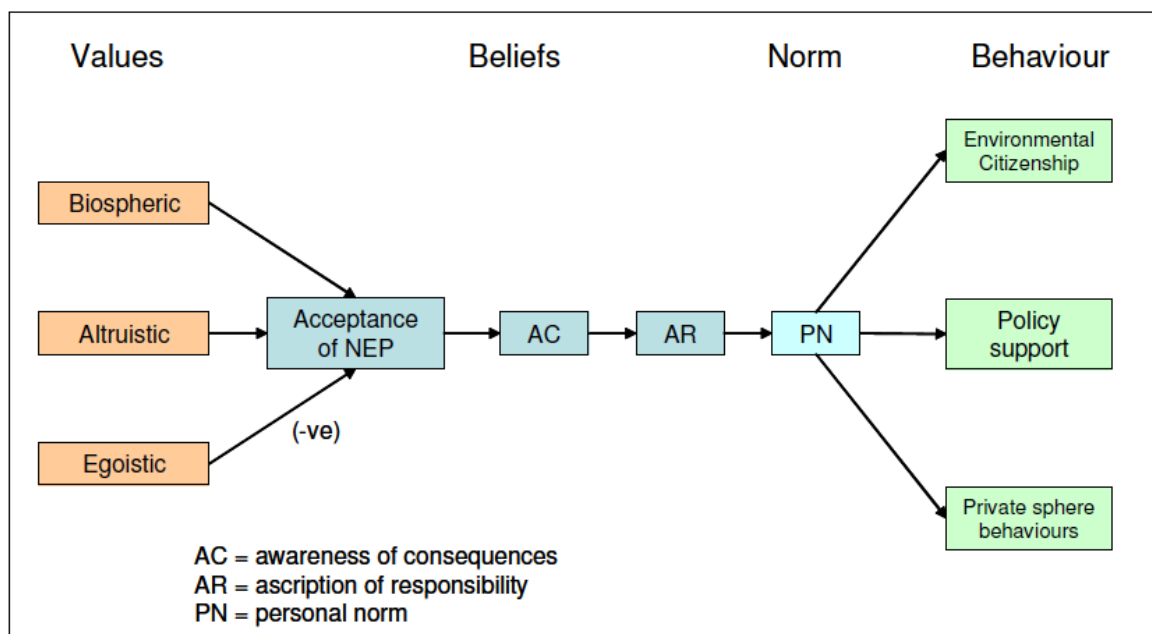 Values
Beliefs
Norm
Behaviour
Environmental
Citizenship
Biospheric
Altruistic
Acceptance
of NEP
AC
AR
PN
Policy
support
(-ve)
Egoistic
Private sphere
behaviours
AC = awareness of consequences
AR = ascription of responsibility
PN = personal norm